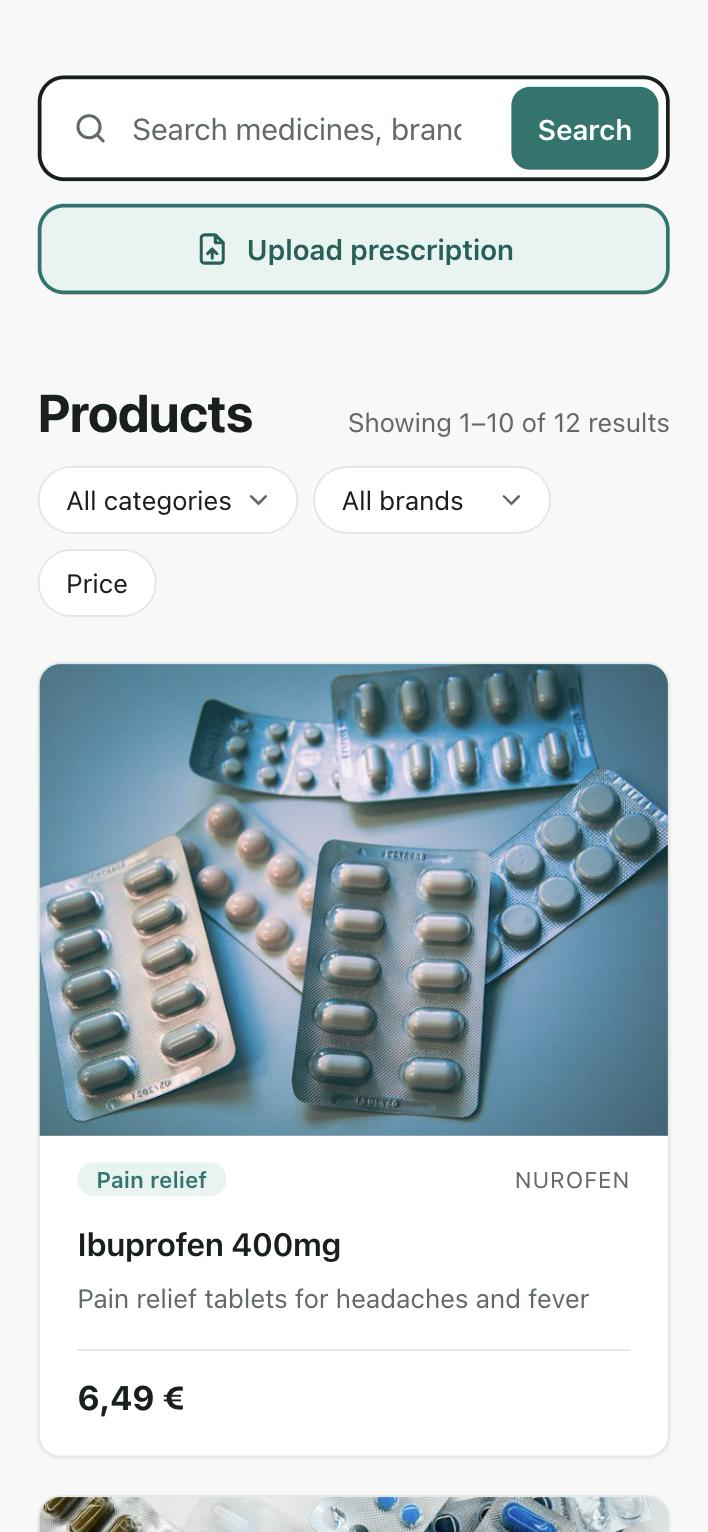 Search medicines, branc
Search
Upload prescription
Products
Showing 1–10 of 12 results
All categories
All brands
Price
Pain relief
NUROFEN
Ibuprofen 400mg
Pain relief tablets for headaches and fever
6,49 €